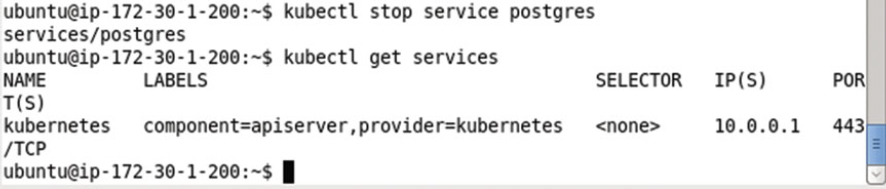 ubuntu@ip-172-30-1-200:~$ kubectl stop service postgres
services/postgres
ubuntu@ip-172-30-1-200:~$ kubectl get services
NAME        LABELS                                    SELECTOR   IP(S)      POR
T(S)
kubernetes   component=apiserver,provider=kubernetes   <none>     10.0.0.1   443
/TCP
ubuntu@ip-172-30-1-200:~$